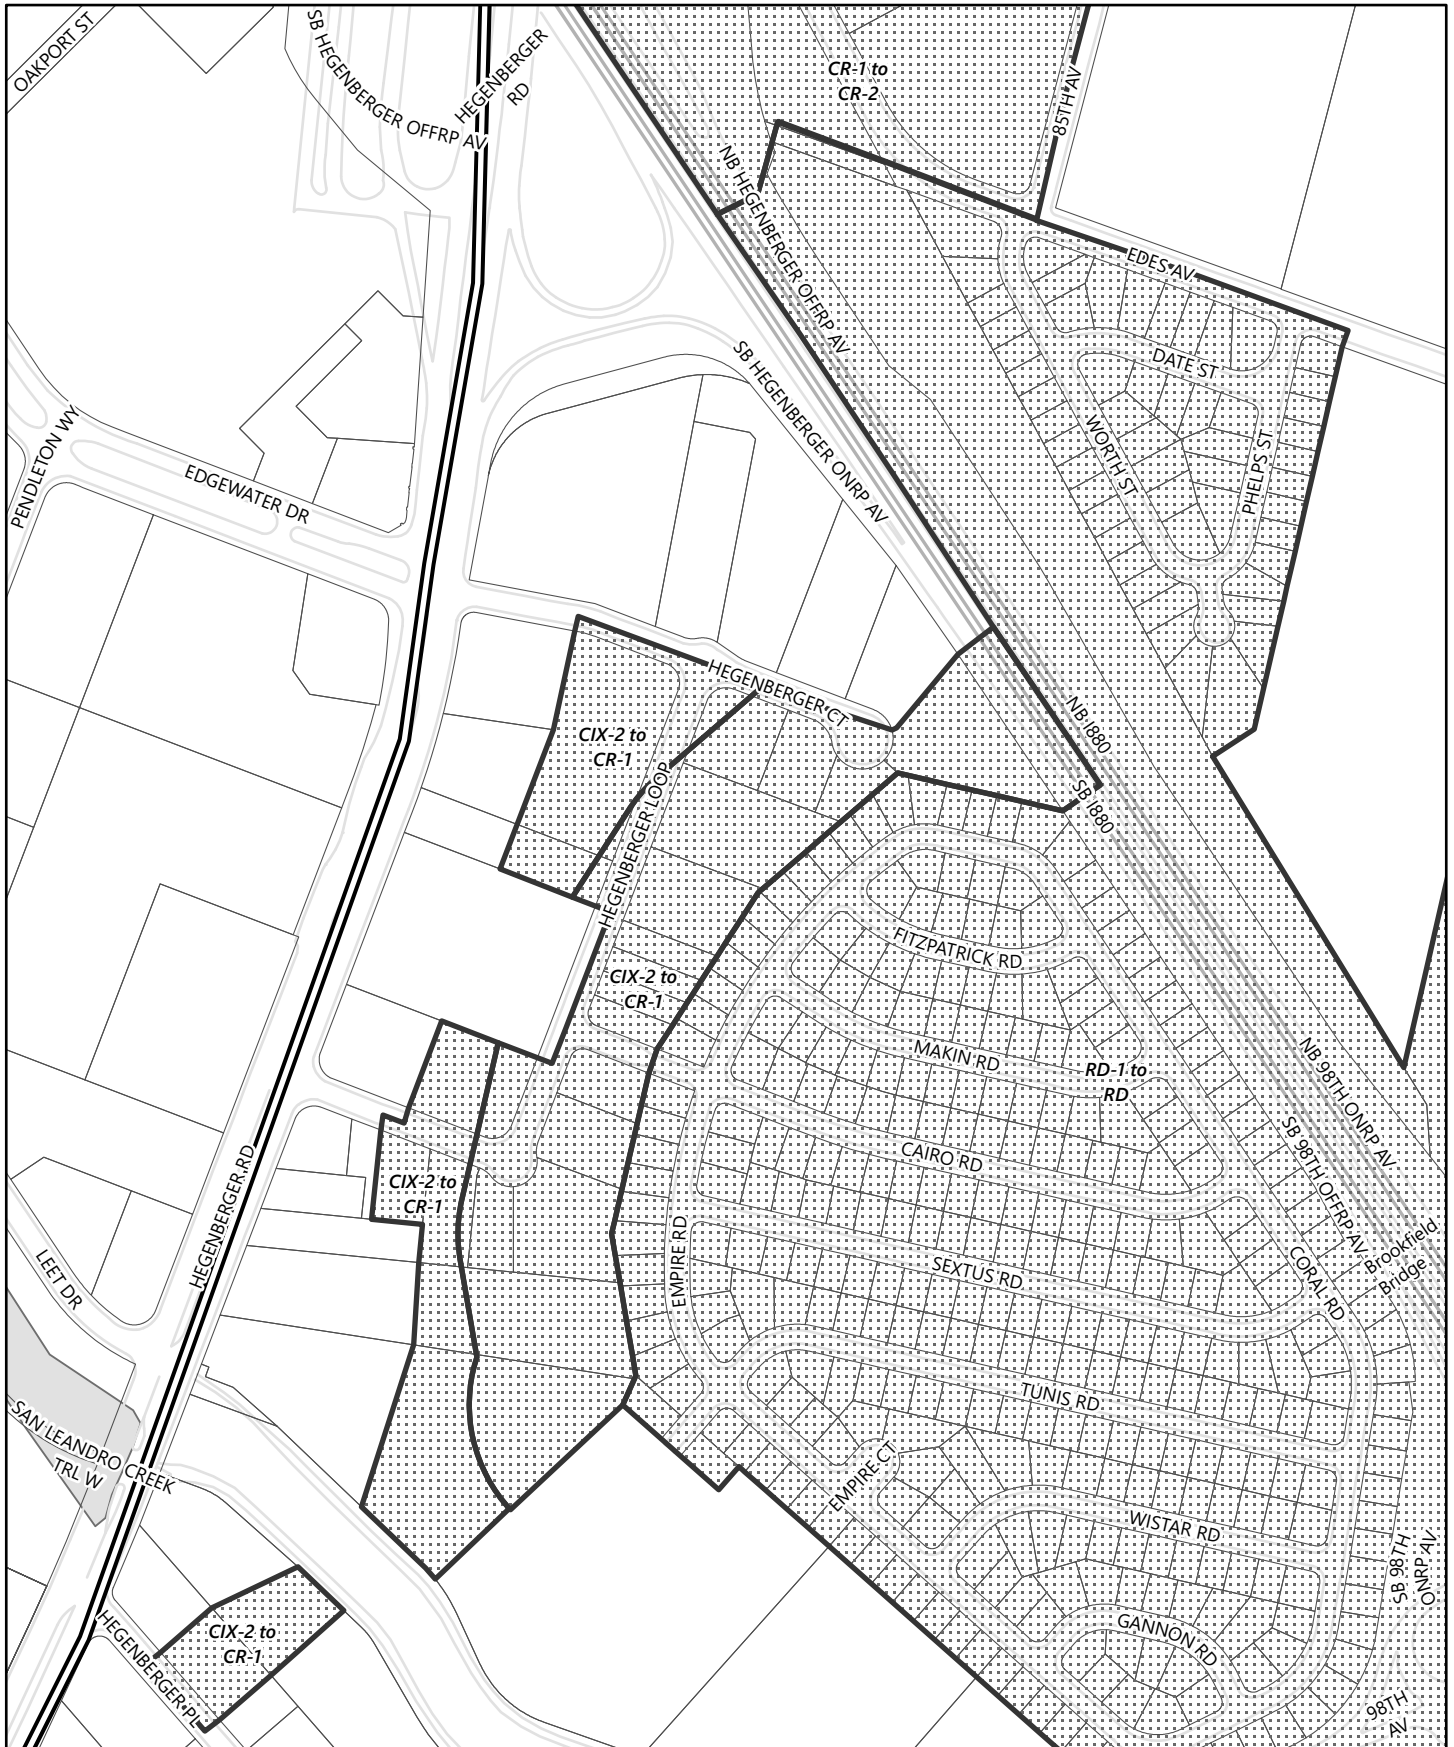 OAKPORT ST
SB HEGENBERGER OFFRP AV
HEGENBERGER
RD
CR-1 to
CR-2
85TH AV
NB HEGENBERGER OFFRP AV
EDES AV
DATE ST
WORTH ST
PHELPS ST
SB HEGENBERGER ONRP AV
PENDLETON WY
EDGEWATER DR
HEGENBERGER CT
CIX-2 to
CR-1
HEGENBERGER LOOP
NB I880
SB I880
FITZPATRICK RD
CIX-2 to
CR-1
MAKIN RD
RD-1 to
RD
NB 98TH ONRP AV
SB 98TH OFFRP AV
CAIRO RD
CIX-2 to
CR-1
HEGENBERGER RD
EMPIRE RD
SEXTUS RD
CORAL RD
Brookfield
Bridge
LEET DR
TUNIS RD
SAN LEANDRO CREEK
TRL W
EMPIRE CT
WISTAR RD
SB 98TH
ONRP AV
GANNON RD
CIX-2 to
CR-1
HEGENBERGER PL
98TH
AV